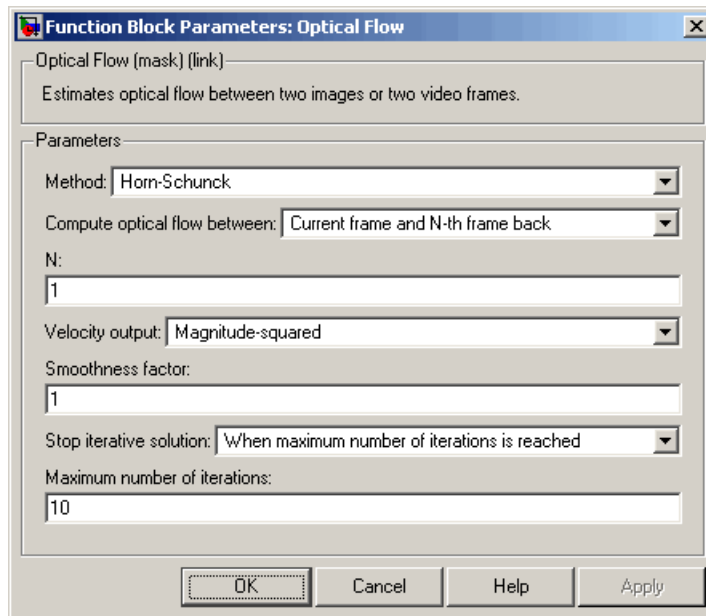 Function Block Parameters: Optical Flow
Optical Flow (mask) (link)
Estimates optical flow between two images or two video frames.
Parameters
Method: Horn-Schunck
Compute optical flow between: Current frame and N-th frame back
N:
1
Velocity output: Magnitude-squared
Smoothness factor:
1
Stop iterative solution: When maximum number of iterations is reached
Maximum number of iterations:
10
OK Cancel Help Apply